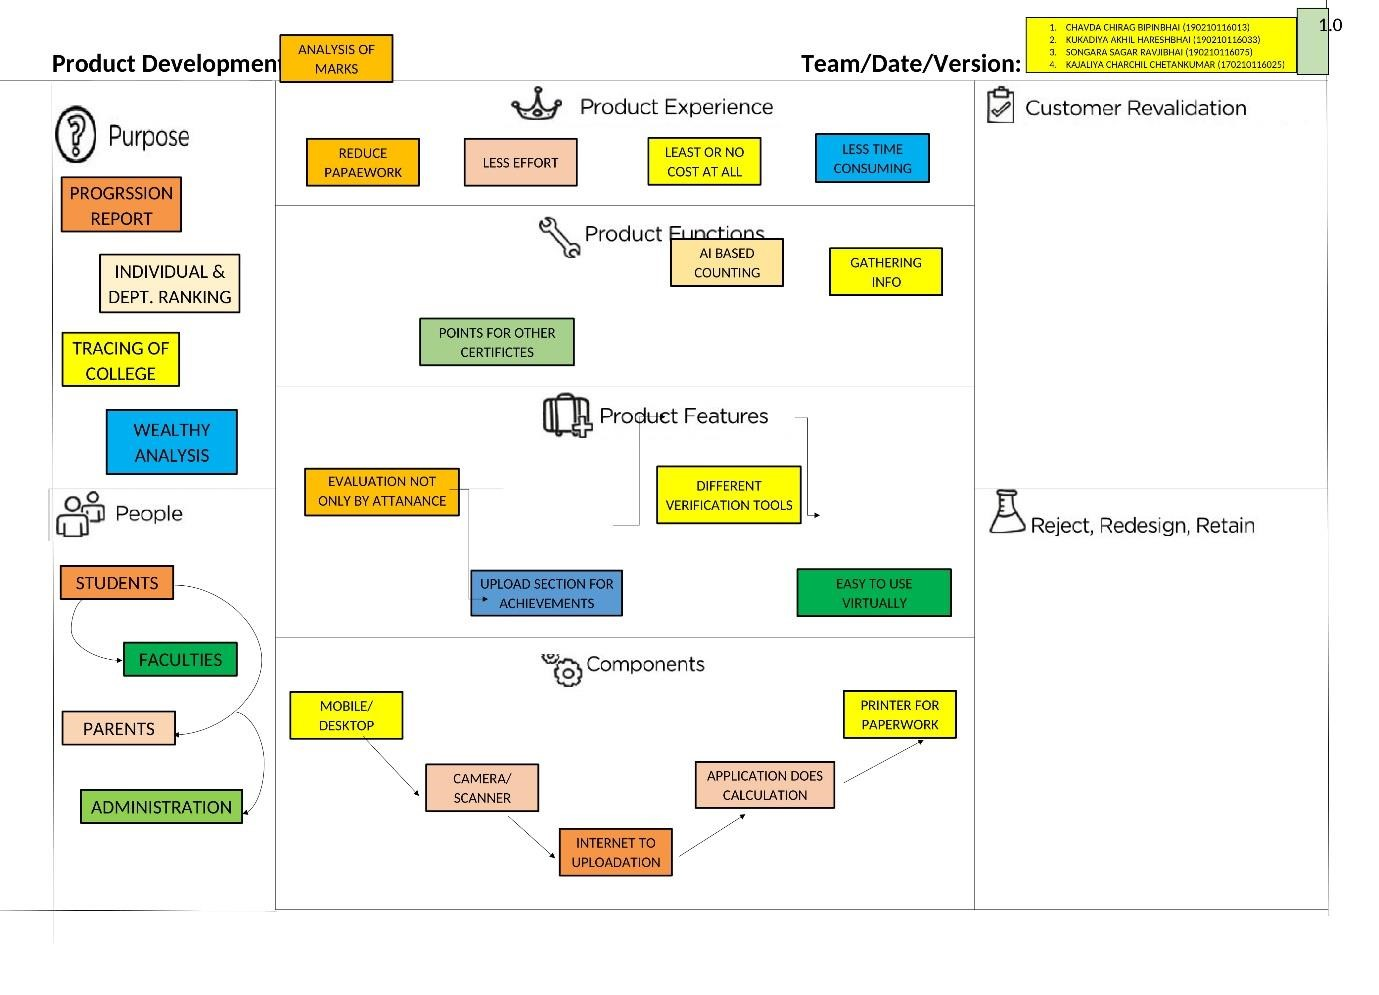 1. CHAVDA CHIRAG BIPINBHAI (190210116013)
2. KUKADIYA AKHIL HARESHBHAI (190210116033)
3. SONGARA SAGAR RAVJIBHAI (190210116075)
4. KAJALIYA CHARCHIL CHETANKUMAR (170210116025)
1.0
Product Development
ANALYSIS OF
MARKS
Team/Date/Version:
Purpose
PROGRSSION
REPORT
INDIVIDUAL &
DEPT. RANKING
TRACING OF
COLLEGE
WEALTHY
ANALYSIS
People
STUDENTS
FACULTIES
PARENTS
ADMINISTRATION
Product Experience
REDUCE
PAPAEWORK
LESS EFFORT
LEAST OR NO
COST AT ALL
LESS TIME
CONSUMING
Product Functions
AI BASED
COUNTING
GATHERING
INFO
POINTS FOR OTHER
CERTIFICTES
Product Features
EVALUATION NOT
ONLY BY ATTANANCE
DIFFERENT
VERIFICATION TOOLS
UPLOAD SECTION FOR
ACHIEVEMENTS
EASY TO USE
VIRTUALLY
Components
MOBILE/
DESKTOP
CAMERA/
SCANNER
INTERNET TO
UPLOADATION
APPLICATION DOES
CALCULATION
PRINTER FOR
PAPERWORK
Customer Revalidation
Reject, Redesign, Retain